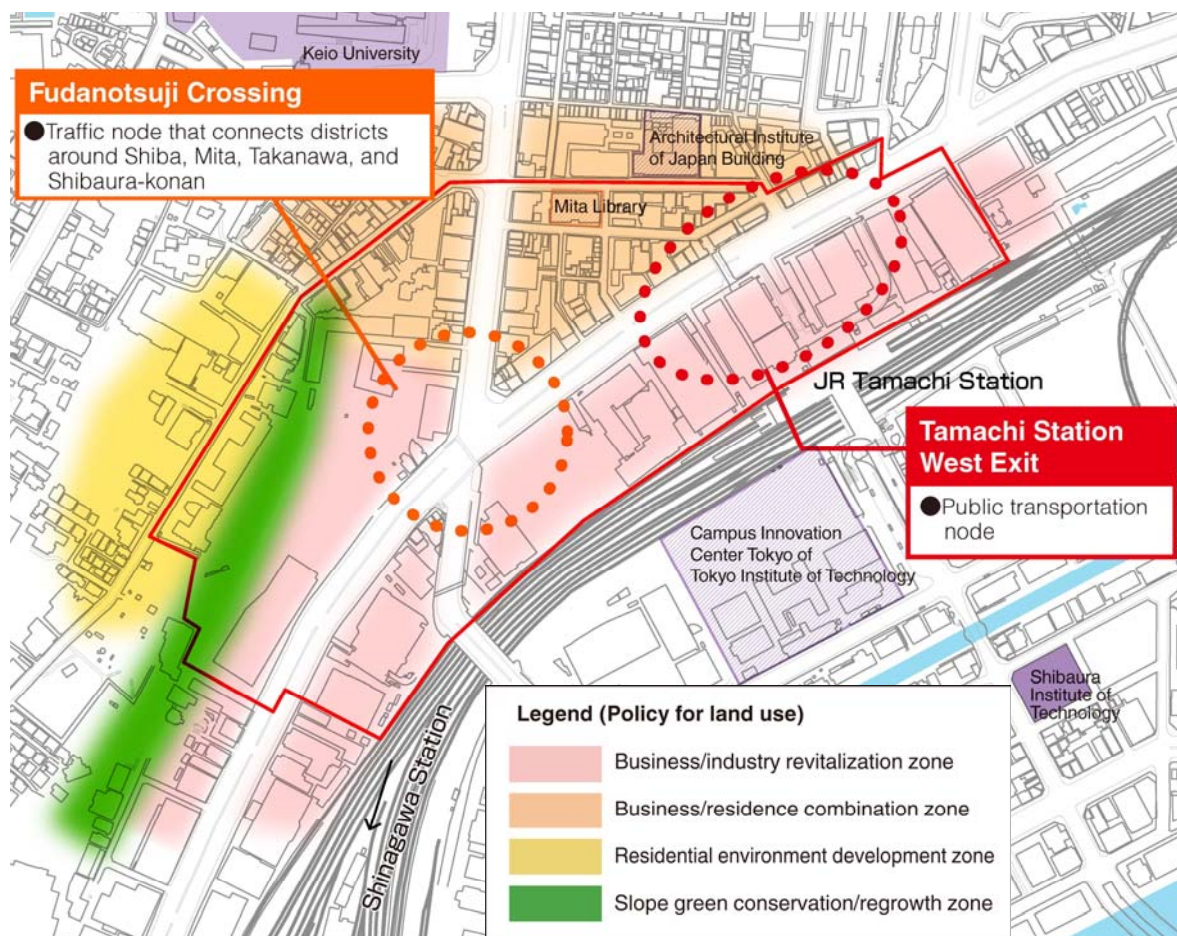 Keio University
Fudanotsuji Crossing
●Traffic node that connects districts
around Shiba, Mita, Takanawa, and
Shibaura-konan
Architectural Institute
of Japan Building
Mita Library
JR Tamachi Station
Tamachi Station
West Exit
●Public transportation
node
Campus Innovation
Center Tokyo of
Tokyo Institute of Technology
Shibaura
Institute of
Technology
Shinagawa Station
Legend (Policy for land use)
Business/industry revitalization zone
Business/residence combination zone
Residential environment development zone
Slope green conservation/regrowth zone